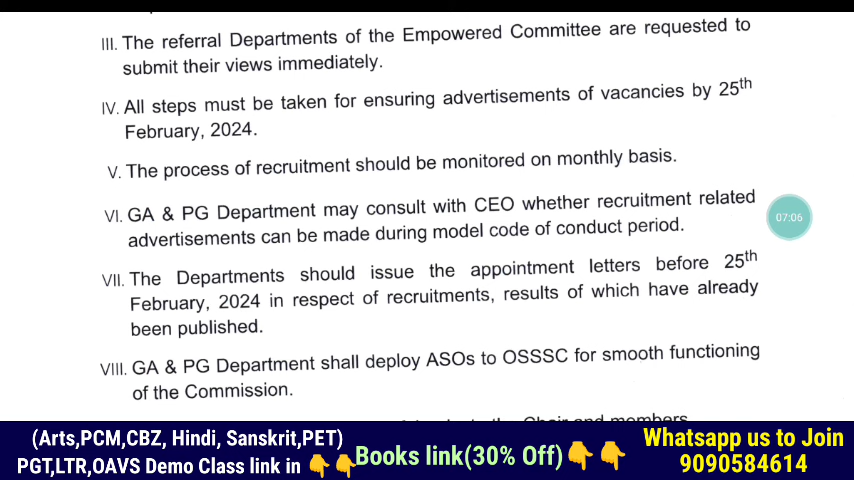 III. The referral Departments of the Empowered Committee are requested to
submit their views immediately.
IV. All steps must be taken for ensuring advertisements of vacancies by 25th
February, 2024.
V. The process of recruitment should be monitored on monthly basis.
VI. GA & PG Department may consult with CEO whether recruitment related
advertisements can be made during model code of conduct period.
07:06
VII. The Departments should issue the appointment letters before 25th
February, 2024 in respect of recruitments, results of which have already
been published.
VIII. GA & PG Department shall deploy ASOs to OSSSC for smooth functioning
of the Commission.
the Chair and members
(Arts,PCM,CBZ, Hindi, Sanskrit,PET)
PGT,LTR,OAVS Demo Class link in 👇👇
Books link(30% Off)👇👇
Whatsapp us to Join
9090584614